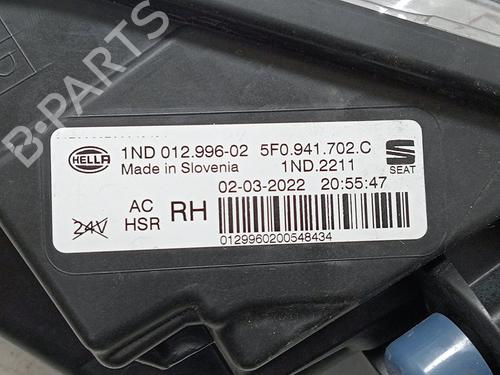 HELLA
1ND 012.996-02 5F0.941.702.C
Made in Slovenia 1ND.2211
SEAT
02-03-2022 20:55:47
24V AC HSR RH
0129960200548434
B-PARTS